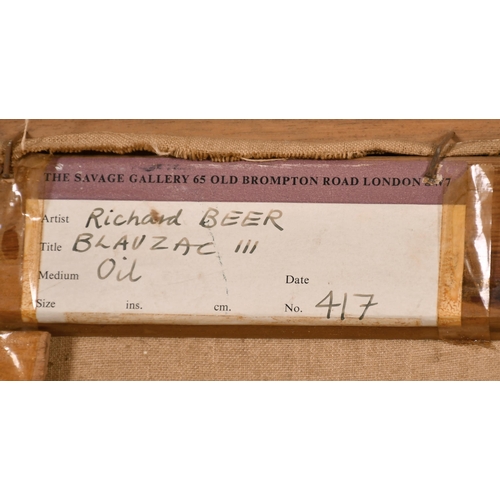 THE SAVAGE GALLERY 65 OLD BROMPTON ROAD LONDON
Artist Richard BEER
Title BLAUZAC III
Medium Oil Date
Size ins. cm. No. 417